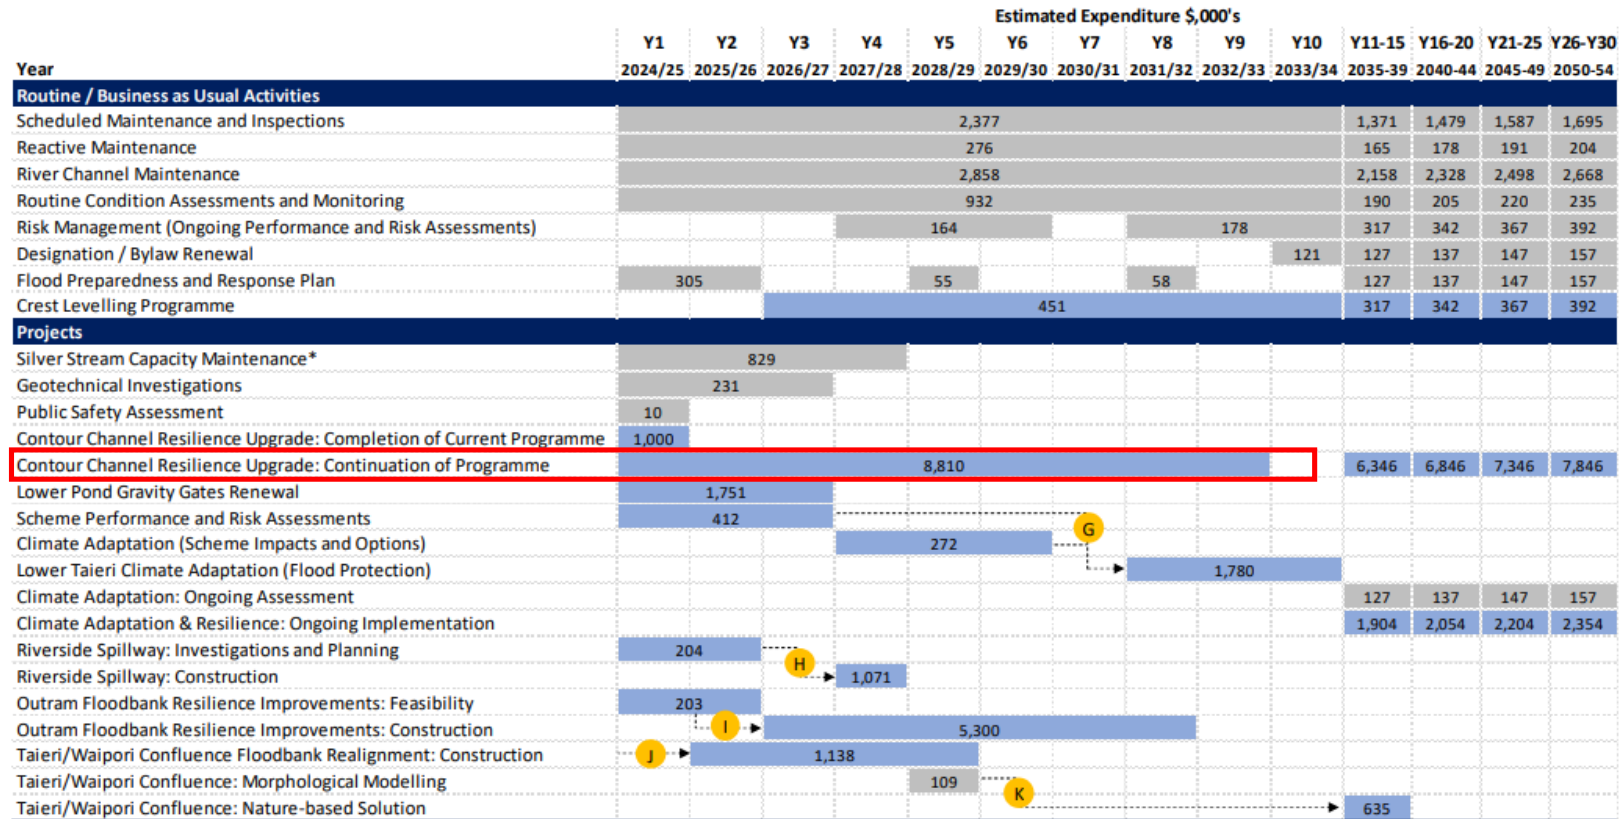 Estimated Expenditure $,000's
Y1 Y2 Y3 Y4 Y5 Y6 Y7 Y8 Y9 Y10 Y11-15 Y16-20 Y21-25 Y26-Y30
Year 2024/25 2025/26 2026/27 2027/28 2028/29 2029/30 2030/31 2031/32 2032/33 2033/34 2035-39 2040-44 2045-49 2050-54
Routine / Business as Usual Activities
Scheduled Maintenance and Inspections 2,377 1,371 1,479 1,587 1,695
Reactive Maintenance 276 165 178 191 204
River Channel Maintenance 2,858 2,158 2,328 2,498 2,668
Routine Condition Assessments and Monitoring 932 190 205 220 235
Risk Management (Ongoing Performance and Risk Assessments) 164 178 317 342 367 392
Designation / Bylaw Renewal 121 127 137 147 157
Flood Preparedness and Response Plan 305 55 58 127 137 147 157
Crest Levelling Programme 451 317 342 367 392
Projects
Silver Stream Capacity Maintenance* 829
Geotechnical Investigations 231
Public Safety Assessment 10
Contour Channel Resilience Upgrade: Completion of Current Programme 1,000
Contour Channel Resilience Upgrade: Continuation of Programme 8,810 6,346 6,846 7,346 7,846
Lower Pond Gravity Gates Renewal 1,751
Scheme Performance and Risk Assessments 412
G
Climate Adaptation (Scheme Impacts and Options) 272
Lower Taieri Climate Adaptation (Flood Protection) 1,780
Climate Adaptation: Ongoing Assessment 127 137 147 157
Climate Adaptation & Resilience: Ongoing Implementation 1,904 2,054 2,204 2,354
Riverside Spillway: Investigations and Planning 204
H
Riverside Spillway: Construction 1,071
Outram Floodbank Resilience Improvements: Feasibility 203
I
Outram Floodbank Resilience Improvements: Construction 5,300
Taieri/Waipori Confluence Floodbank Realignment: Construction J 1,138
Taieri/Waipori Confluence: Morphological Modelling 109
K
Taieri/Waipori Confluence: Nature-based Solution 635